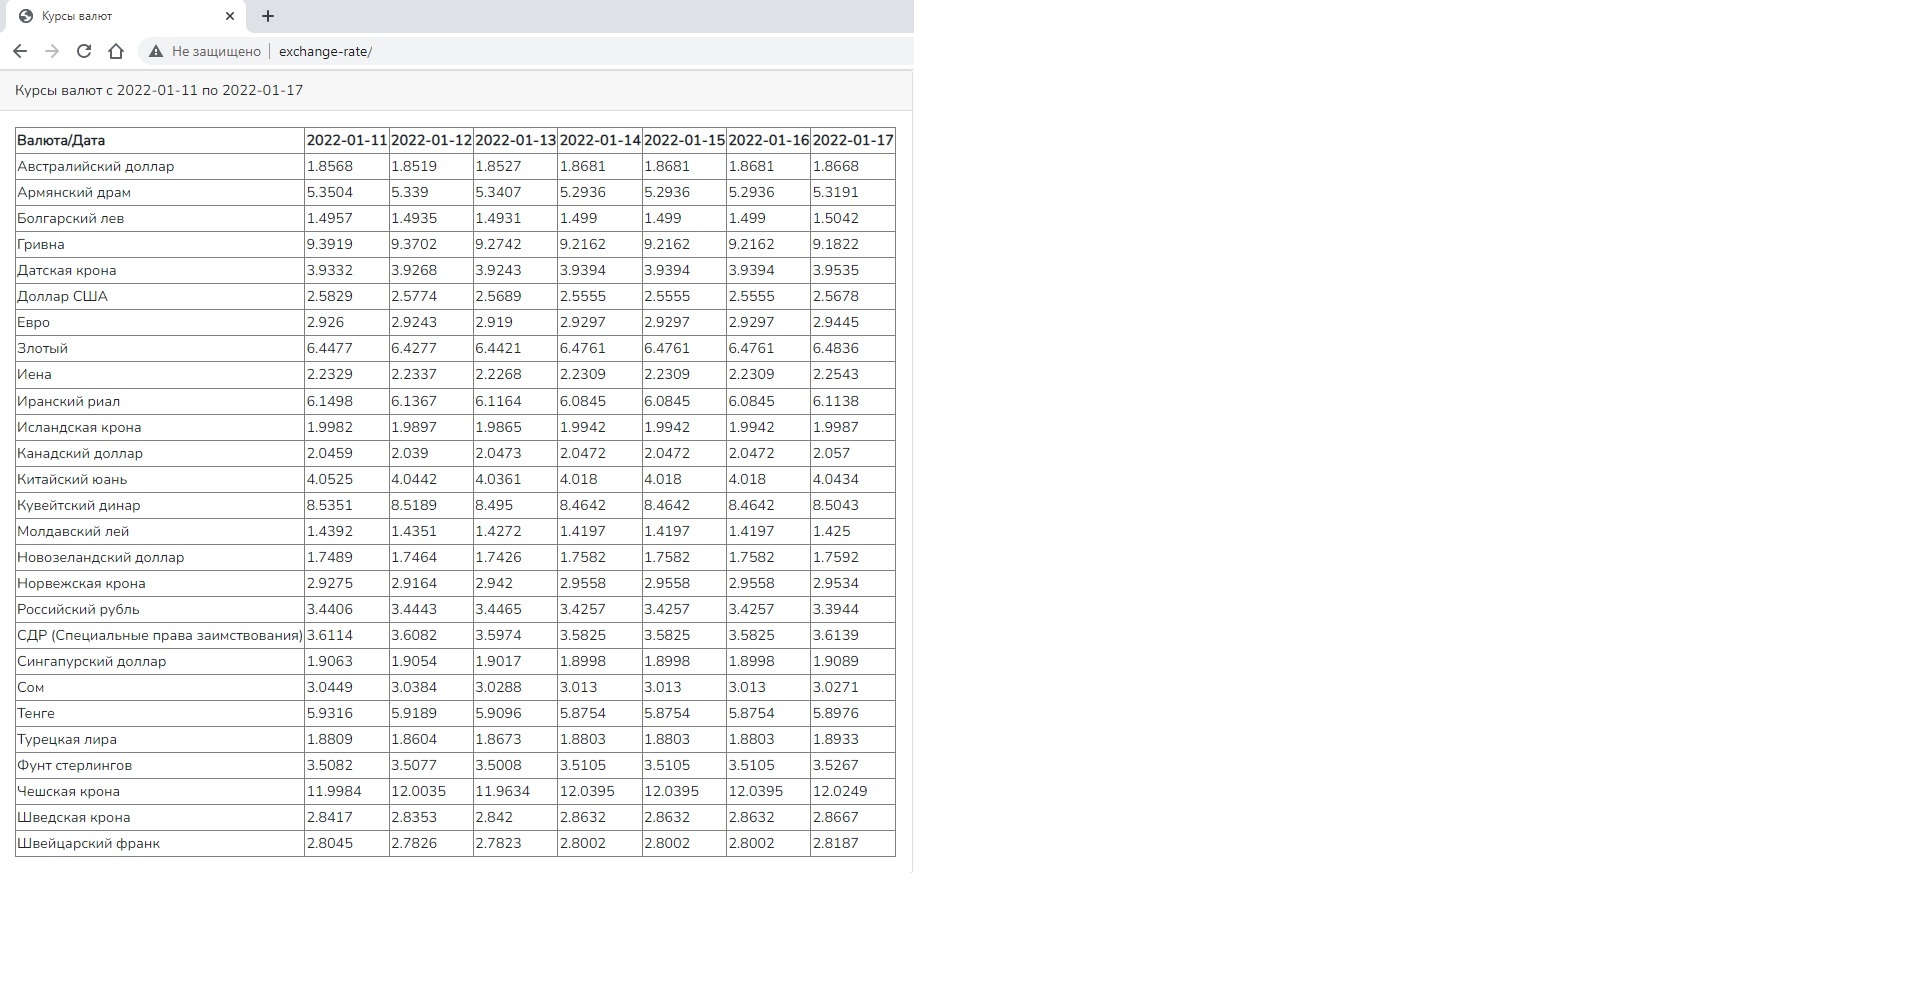 Курсы валют
Не защищено exchange-rate/
Курсы валют с 2022-01-11 по 2022-01-17
Валюта/Дата 2022-01-11 2022-01-12 2022-01-13 2022-01-14 2022-01-15 2022-01-16 2022-01-17
Австралийский доллар 1.8568 1.8519 1.8527 1.8681 1.8681 1.8681 1.8668
Армянский драм 5.3504 5.339 5.3407 5.2936 5.2936 5.2936 5.3191
Болгарский лев 1.4957 1.4935 1.4931 1.499 1.499 1.499 1.5042
Гривна 9.3919 9.3702 9.2742 9.2162 9.2162 9.2162 9.1822
Датская крона 3.9332 3.9268 3.9243 3.9394 3.9394 3.9394 3.9535
Доллар США 2.5829 2.5774 2.5689 2.5555 2.5555 2.5555 2.5678
Евро 2.926 2.9243 2.919 2.9297 2.9297 2.9297 2.9445
Злотый 6.4477 6.4277 6.4421 6.4761 6.4761 6.4761 6.4836
Иена 2.2329 2.2337 2.2268 2.2309 2.2309 2.2309 2.2543
Иранский риал 6.1498 6.1367 6.1164 6.0845 6.0845 6.0845 6.1138
Исландская крона 1.9982 1.9897 1.9865 1.9942 1.9942 1.9942 1.9987
Канадский доллар 2.0459 2.039 2.0473 2.0472 2.0472 2.0472 2.057
Китайский юань 4.0525 4.0442 4.0361 4.018 4.018 4.018 4.0434
Кувейтский динар 8.5351 8.5189 8.495 8.4642 8.4642 8.4642 8.5043
Молдавский лей 1.4392 1.4351 1.4272 1.4197 1.4197 1.4197 1.425
Новозеландский доллар 1.7489 1.7464 1.7426 1.7582 1.7582 1.7582 1.7592
Норвежская крона 2.9275 2.9164 2.942 2.9558 2.9558 2.9558 2.9534
Российский рубль 3.4406 3.4443 3.4465 3.4257 3.4257 3.4257 3.3944
СДР (Специальные права заимствования) 3.6114 3.6082 3.5974 3.5825 3.5825 3.5825 3.6139
Сингапурский доллар 1.9063 1.9054 1.9017 1.8998 1.8998 1.8998 1.9089
Сом 3.0449 3.0384 3.0288 3.013 3.013 3.013 3.0271
Тенге 5.9316 5.9189 5.9096 5.8754 5.8754 5.8754 5.8976
Турецкая лира 1.8809 1.8604 1.8673 1.8803 1.8803 1.8803 1.8933
Фунт стерлингов 3.5082 3.5077 3.5008 3.5105 3.5105 3.5105 3.5267
Чешская крона 11.9984 12.0035 11.9634 12.0395 12.0395 12.0395 12.0249
Шведская крона 2.8417 2.8353 2.842 2.8632 2.8632 2.8632 2.8667
Швейцарский франк 2.8045 2.7826 2.7823 2.8002 2.8002 2.8002 2.8187